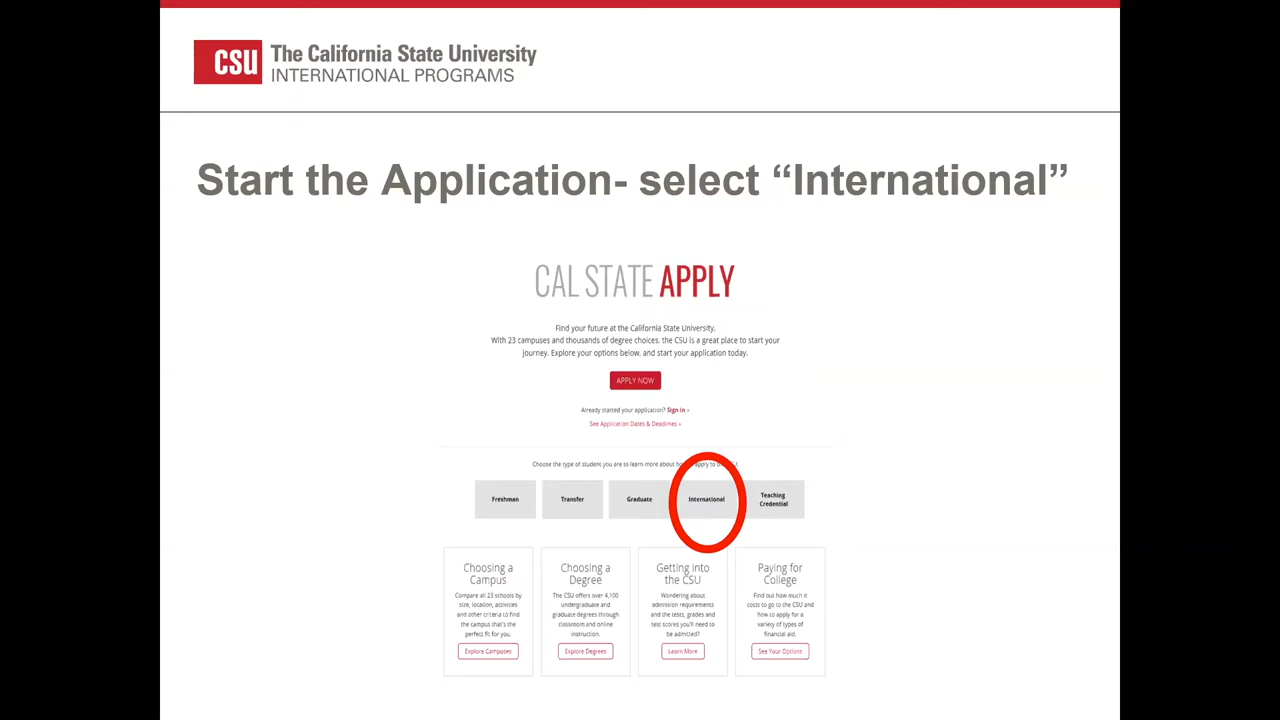 CSU The California State University
INTERNATIONAL PROGRAMS
Start the Application- select “International”
CAL STATE APPLY
Find your future at the California State University.
With 23 campuses and thousands of degree choices, the CSU is a great place to start your
journey. Explore your options below, and start your application today.
APPLY NOW
Already started your application? Sign in »
See Application Dates & Deadlines »
Choose the type of student you are to learn more about apply to
Freshman
Transfer
Graduate
International
Teaching
Credential
Choosing a
Campus
Compare all 23 schools by
size, location, activities
and other criteria to find
the campus that's the
perfect fit for you.
Explore Campuses
Choosing a
Degree
The CSU offers over 4,100
undergraduate and
graduate degrees through
classroom and online
instruction.
Explore Degrees
Getting into
the CSU
Wondering about
admission requirements
and the tests, grades and
test scores you'll need to
be admitted?
Learn More
Paying for
College
Find out how much it
costs to go to the CSU and
how to apply for a
variety of types of
financial aid.
See Your Options